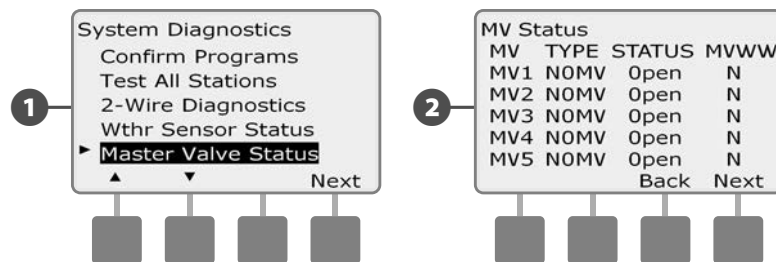 System Diagnostics
Confirm Programs
Test All Stations
2-Wire Diagnostics
Wthr Sensor Status
Master Valve Status
Next
1
MV Status
MV TYPE STATUS MVWW
MV1 NOMV Open N
MV2 NOMV Open N
MV3 NOMV Open N
MV4 NOMV Open N
MV5 NOMV Open N
Back Next
2